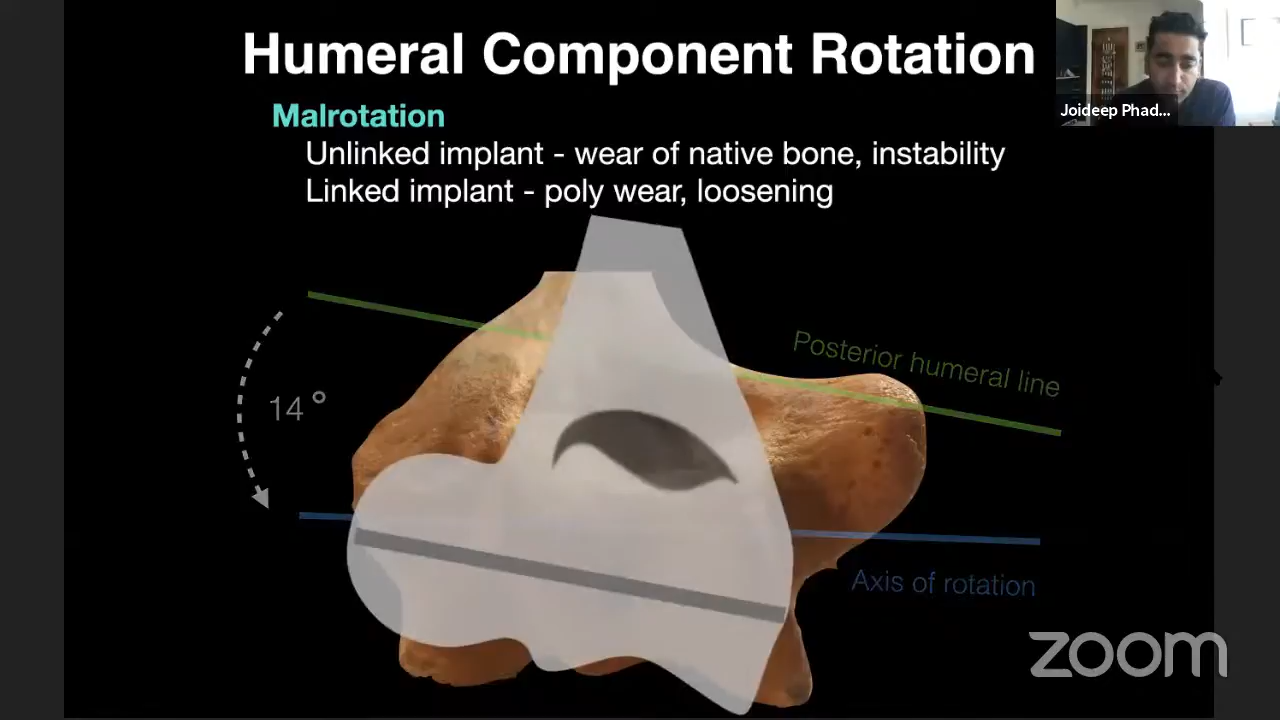 Humeral Component Rotation
Joideep Phad...
Malrotation
Unlinked implant - wear of native bone, instability
Linked implant - poly wear, loosening
Posterior humeral line
14°
Axis of rotation
zoom